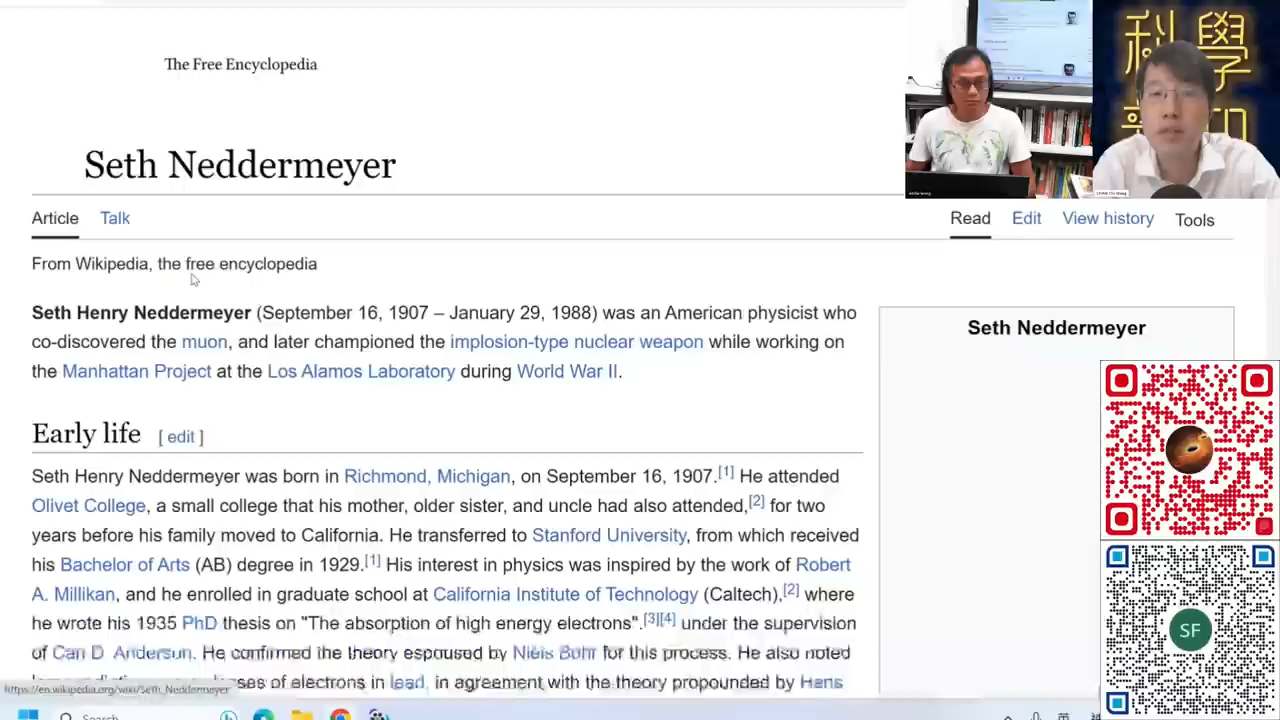 The Free Encyclopedia
科學
Seth Neddermeyer
Article Talk Read Edit View history Tools
From Wikipedia, the free encyclopedia
Seth Henry Neddermeyer (September 16, 1907 – January 29, 1988) was an American physicist who
co-discovered the muon, and later championed the implosion-type nuclear weapon while working on
the Manhattan Project at the Los Alamos Laboratory during World War II.
Seth Neddermeyer
Early life [ edit ]
Seth Henry Neddermeyer was born in Richmond, Michigan, on September 16, 1907.[1] He attended
Olivet College, a small college that his mother, older sister, and uncle had also attended,[2] for two
years before his family moved to California. He transferred to Stanford University, from which received
his Bachelor of Arts (AB) degree in 1929.[1] His interest in physics was inspired by the work of Robert
A. Millikan, and he enrolled in graduate school at California Institute of Technology (Caltech),[2] where
he wrote his 1935 PhD thesis on "The absorption of high energy electrons".[3][4] under the supervision
of Carl D. Anderson. He confirmed the theory espoused by Niels Bohr for this process. He also noted
of electrons in lead, in agreement with the theory propounded by Hans
https://en.wikipedia.org/wiki/Seth_Neddermeyer
SF
Search